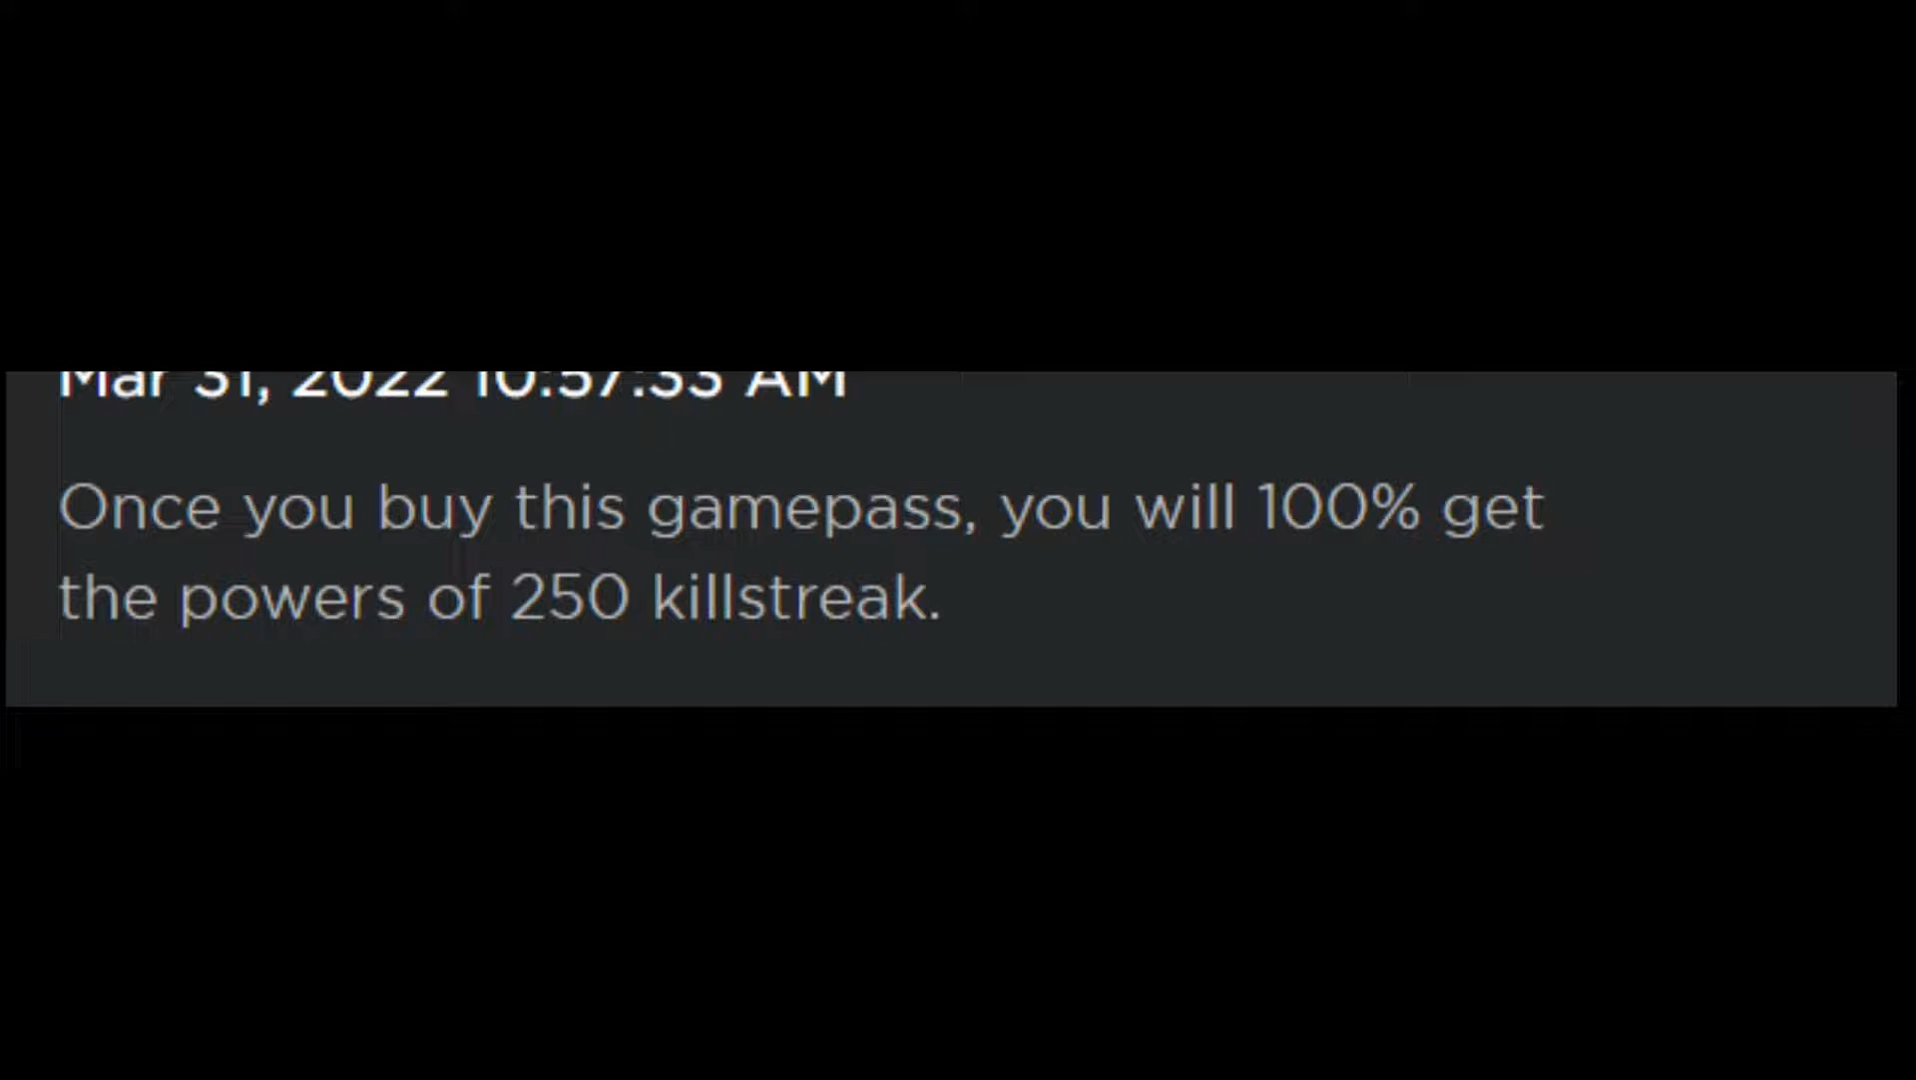 Mar 31, 2022 10:57:33 AM
Once you buy this gamepass, you will 100% get
the powers of 250 killstreak.